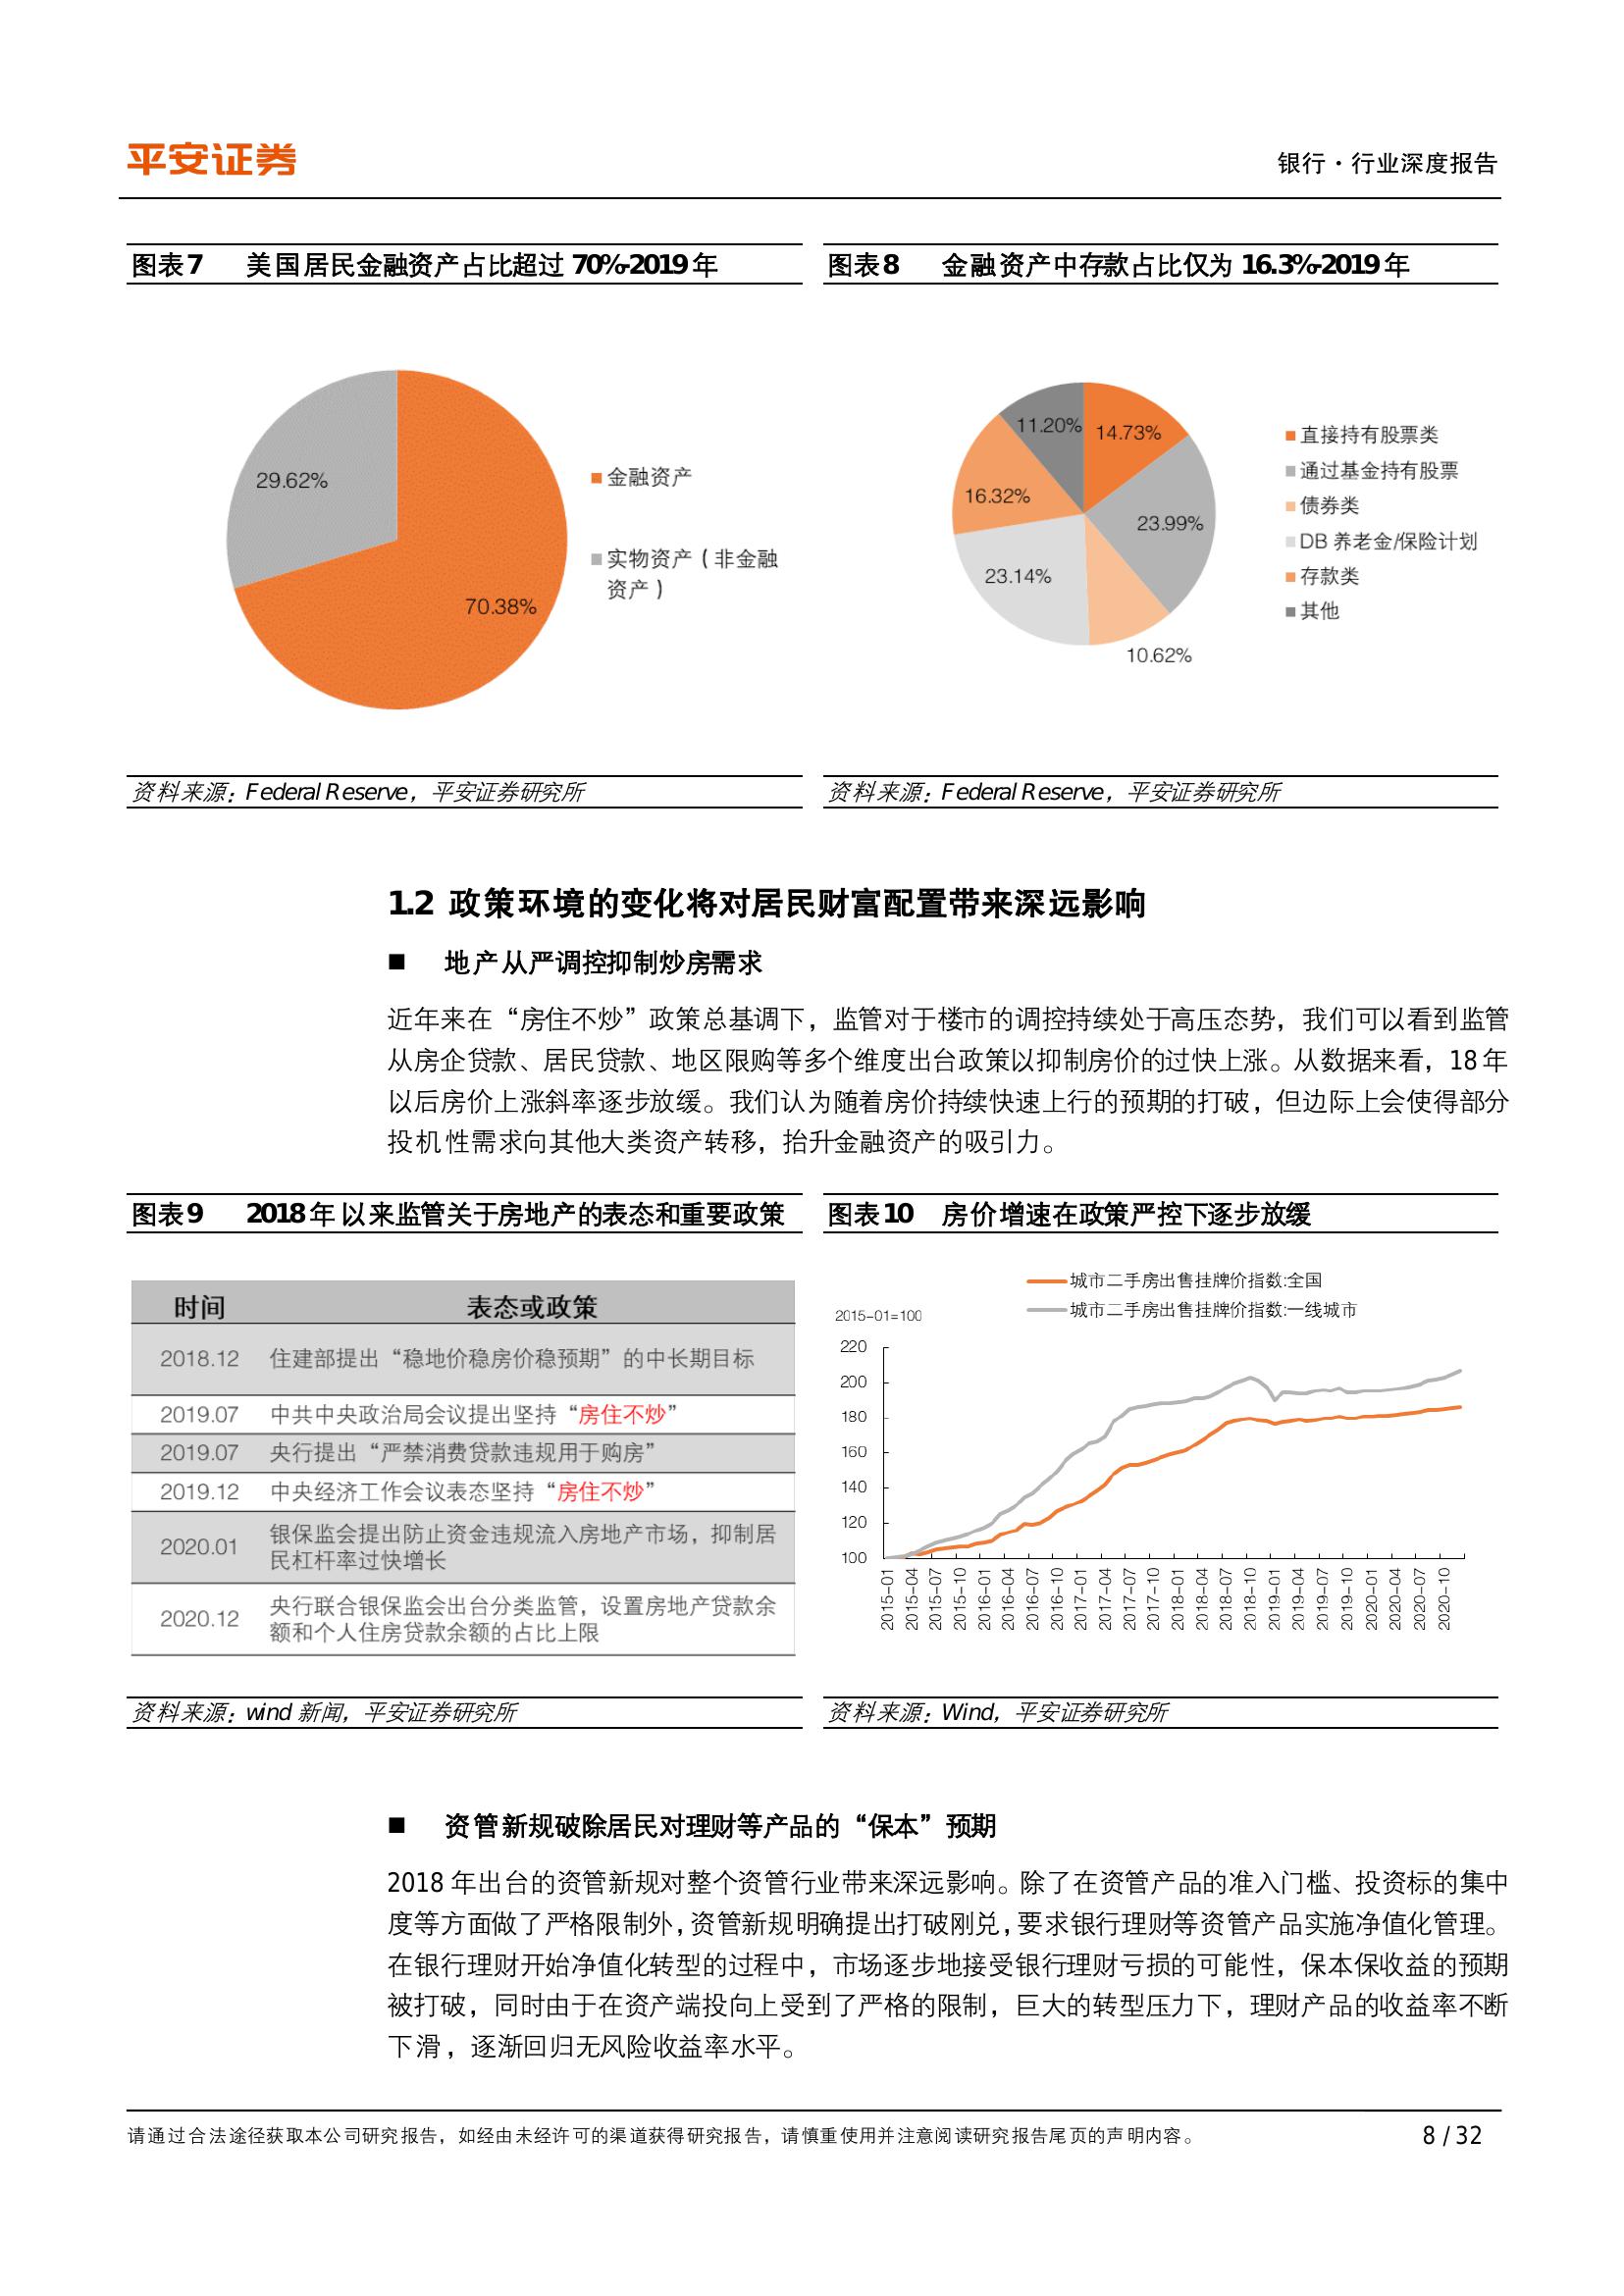 平安证券
银行·行业深度报告
图表7 美国居民金融资产占比超过 70%-2019 年
29.62%
70.38%
金融资产
实物资产（非金融
资产）
资料来源：Federal Reserve，平安证券研究所
图表8 金融资产中存款占比仅为 16.3%-2019 年
11.20%
14.73%
16.32%
23.99%
23.14%
10.62%
直接持有股票类
通过基金持有股票
债券类
DB 养老金/保险计划
存款类
其他
资料来源：Federal Reserve，平安证券研究所
1.2 政策环境的变化将对居民财富配置带来深远影响
■ 地产从严调控抑制炒房需求
近年来在“房住不炒”政策总基调下，监管对于楼市的调控持续处于高压态势，我们可以看到监管
从房企贷款、居民贷款、地区限购等多个维度出台政策以抑制房价的过快上涨。从数据来看，18 年
以后房价上涨斜率逐步放缓。我们认为随着房价持续快速上行的预期的打破，但边际上会使得部分
投机性需求向其他大类资产转移，抬升金融资产的吸引力。
图表9 2018 年以来监管关于房地产的表态和重要政策
时间 表态或政策
2018.12 住建部提出“稳地价稳房价稳预期”的中长期目标
2019.07 中共中央政治局会议提出坚持“房住不炒”
2019.07 央行提出“严禁消费贷款违规用于购房”
2019.12 中央经济工作会议表态坚持“房住不炒”
2020.01 银保监会提出防止资金违规流入房地产市场，抑制居
民杠杆率过快增长
2020.12 央行联合银保监会出台分类监管，设置房地产贷款余
额和个人住房贷款余额的占比上限
资料来源：wind 新闻，平安证券研究所
图表10 房价增速在政策严控下逐步放缓
城市二手房出售挂牌价指数:全国
城市二手房出售挂牌价指数:一线城市
2015-01=100
220
200
180
160
140
120
100
2015-01
2015-04
2015-07
2015-10
2016-01
2016-04
2016-07
2016-10
2017-01
2017-04
2017-07
2017-10
2018-01
2018-04
2018-07
2018-10
2019-01
2019-04
2019-07
2019-10
2020-01
2020-04
2020-07
2020-10
资料来源：Wind，平安证券研究所
■ 资管新规破除居民对理财等产品的“保本”预期
2018 年出台的资管新规对整个资管行业带来深远影响。除了在资管产品的准入门槛、投资标的集中
度等方面做了严格限制外，资管新规明确提出打破刚兑，要求银行理财等资管产品实施净值化管理。
在银行理财开始净值化转型的过程中，市场逐步地接受银行理财亏损的可能性，保本保收益的预期
被打破，同时由于在资产端投向上受到了严格的限制，巨大的转型压力下，理财产品的收益率不断
下滑，逐渐回归无风险收益率水平。
请通过合法途径获取本公司研究报告，如经由未经许可的渠道获得研究报告，请慎重使用并注意阅读研究报告尾页的声明内容。
8 / 32